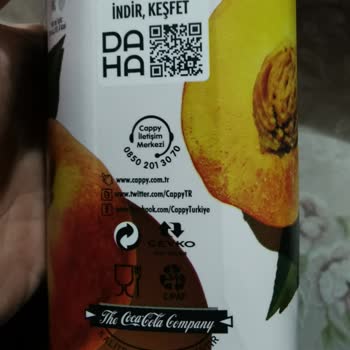 İNDİR, KEŞFET
DA
HA
Cappy
İletişim
Merkezi
0850 201 30 70
www.cappy.com.tr
www.twitter.com/CappyTR
www.facebook.com/CappyTurkiye
ÇEVKO
C/PAP
The Coca-Cola Company